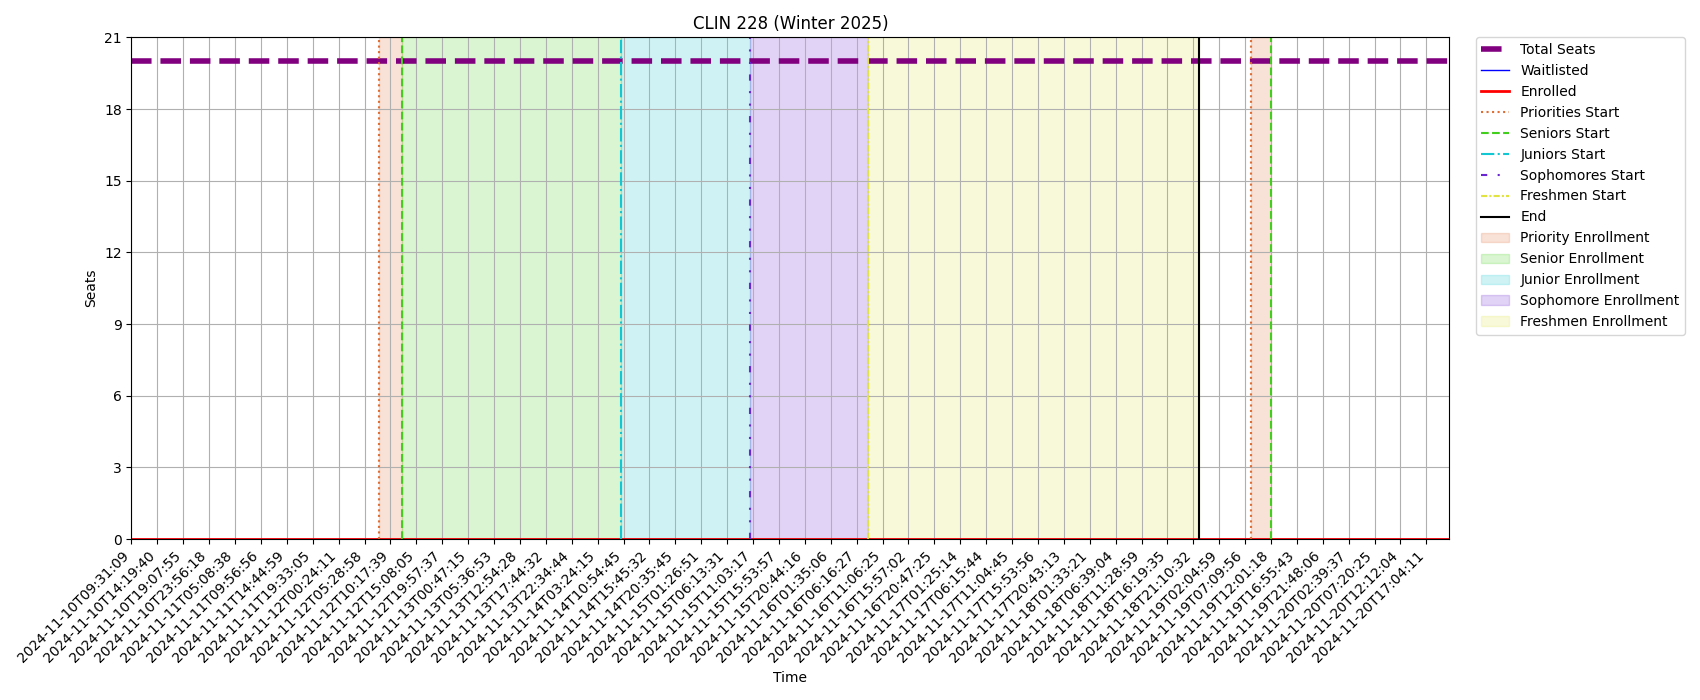 CLIN 228 (Winter 2025)
21
18
15
12
9
6
3
0
Seats
2024-11-10T09:31:09
2024-11-10T14:19:40
2024-11-10T19:07:55
2024-11-10T23:56:18
2024-11-11T05:08:38
2024-11-11T09:56:56
2024-11-11T14:44:59
2024-11-11T19:33:05
2024-11-12T00:24:11
2024-11-12T05:28:58
2024-11-12T10:17:39
2024-11-12T15:08:05
2024-11-12T19:57:37
2024-11-13T00:47:15
2024-11-13T05:36:53
2024-11-13T12:54:28
2024-11-13T17:44:32
2024-11-13T22:34:44
2024-11-14T03:24:15
2024-11-14T10:54:45
2024-11-14T15:45:32
2024-11-14T20:35:45
2024-11-15T01:26:51
2024-11-15T06:13:31
2024-11-15T11:03:17
2024-11-15T15:53:57
2024-11-15T20:44:16
2024-11-16T01:35:06
2024-11-16T06:16:27
2024-11-16T11:06:25
2024-11-16T15:57:02
2024-11-16T20:47:25
2024-11-17T01:25:14
2024-11-17T06:15:44
2024-11-17T11:04:45
2024-11-17T15:53:56
2024-11-17T20:43:13
2024-11-18T01:33:21
2024-11-18T06:39:04
2024-11-18T11:28:59
2024-11-18T16:19:35
2024-11-18T21:10:32
2024-11-19T02:04:59
2024-11-19T07:09:56
2024-11-19T12:01:18
2024-11-19T16:55:43
2024-11-19T21:48:06
2024-11-20T02:39:37
2024-11-20T07:20:25
2024-11-20T12:12:04
2024-11-20T17:04:11
Time
Total Seats
Waitlisted
Enrolled
Priorities Start
Seniors Start
Juniors Start
Sophomores Start
Freshmen Start
End
Priority Enrollment
Senior Enrollment
Junior Enrollment
Sophomore Enrollment
Freshmen Enrollment